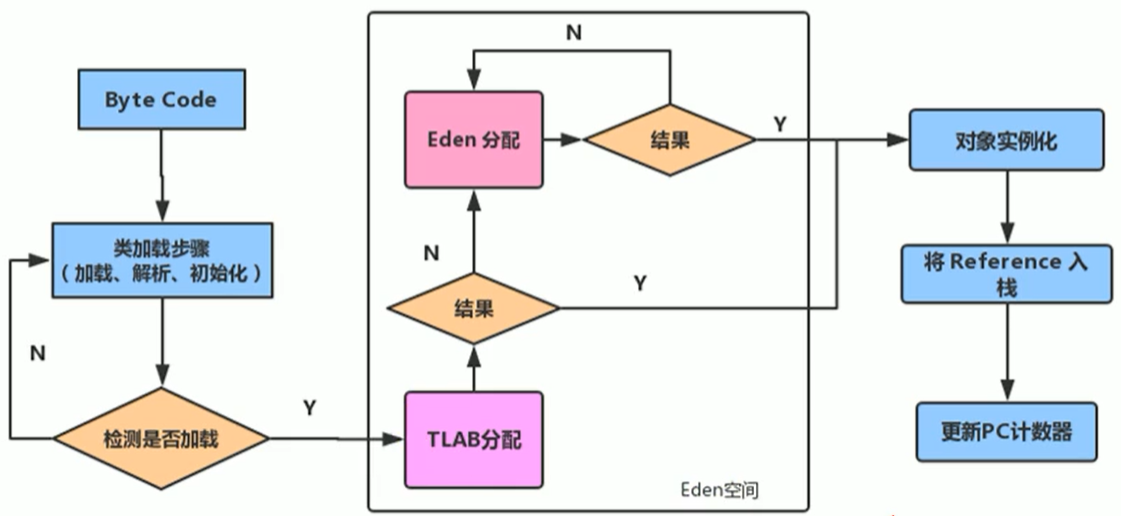 Byte Code
类加载步骤
（加载、解析、初始化）
N
检测是否加载
Y
N
Eden 分配
结果
Y
N
结果
Y
TLAB分配
Eden空间
对象实例化
将 Reference 入
栈
更新PC计数器